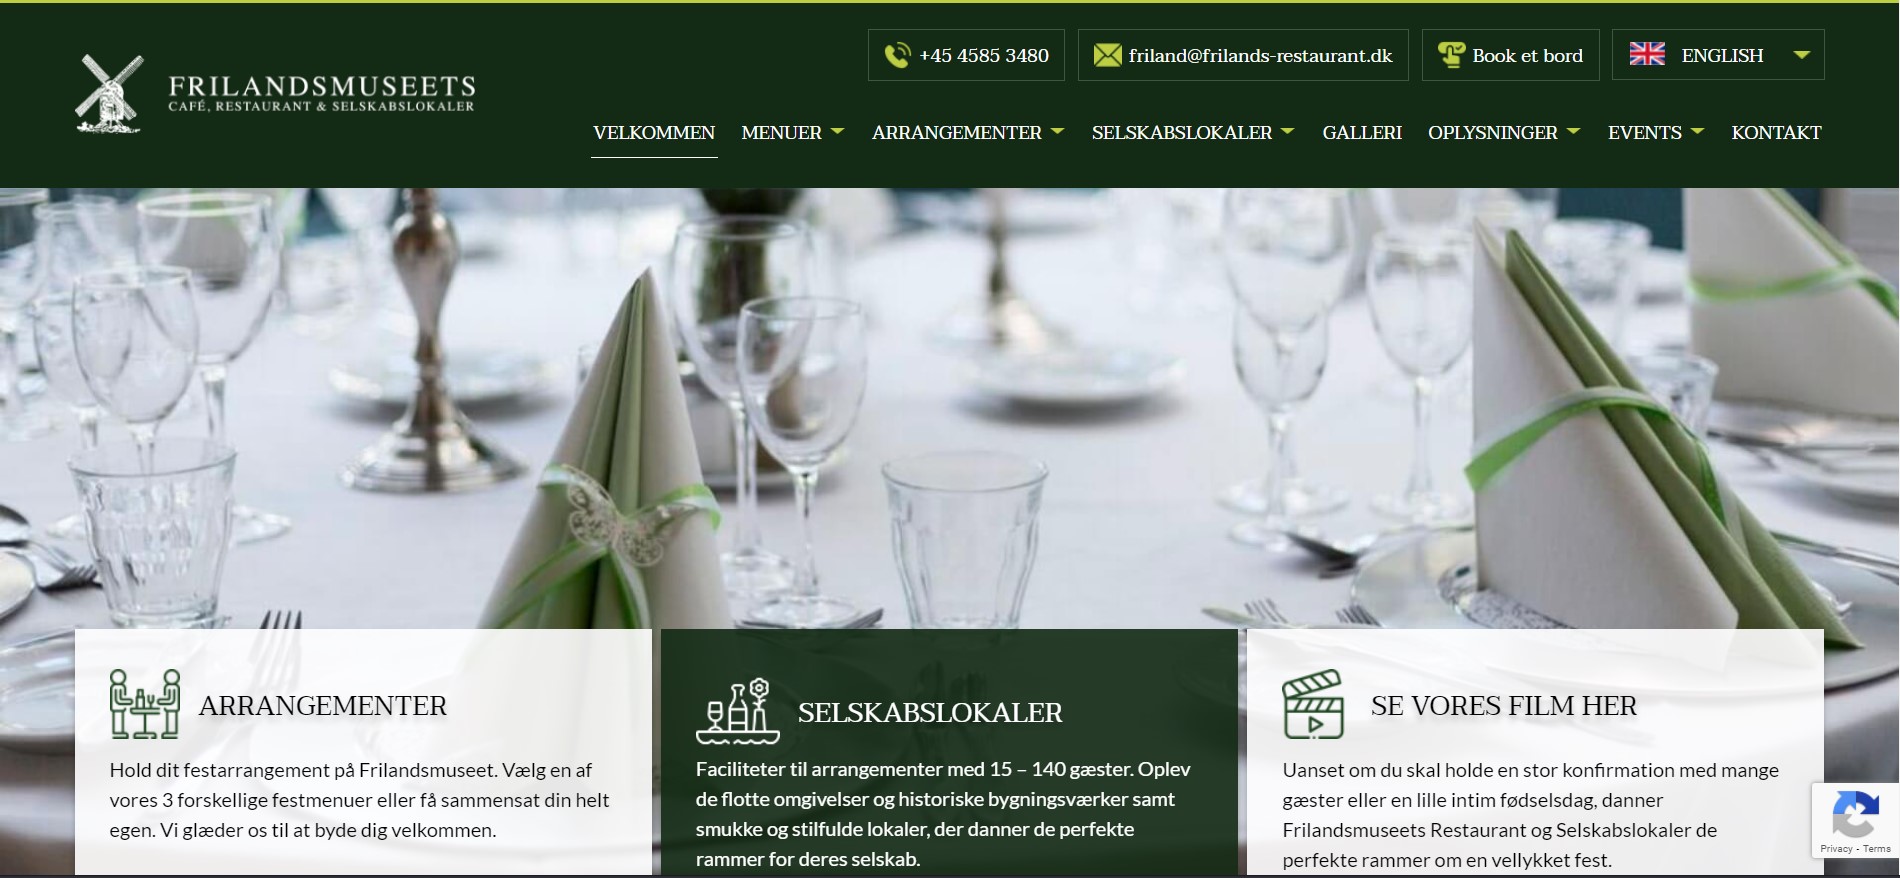 +45 4585 3480
friland@frilands-restaurant.dk
Book et bord
ENGLISH
FRILANDSMUSEETS
CAFÉ, RESTAURANT & SELSKABSLOKALER
VELKOMMEN
MENUER
ARRANGEMENTER
SELSKABSLOKALER
GALLERI
OPLYSNINGER
EVENTS
KONTAKT
ARRANGEMENTER
Hold dit festarrangement på Frilandsmuseet. Vælg en af
vores 3 forskellige festmenuer eller få sammensat din helt
egen. Vi glæder os til at byde dig velkommen.
SELSKABSLOKALER
Faciliteter til arrangementer med 15 – 140 gæster. Oplev
de flotte omgivelser og historiske bygningsværker samt
smukke og stilfulde lokaler, der danner de perfekte
rammer for deres selskab.
SE VORES FILM HER
Uanset om du skal holde en stor konfirmation med mange
gæster eller en lille intim fødselsdag, danner
Frilandsmuseets Restaurant og Selskabslokaler de
perfekte rammer om en vellykket fest.
Privacy - Terms